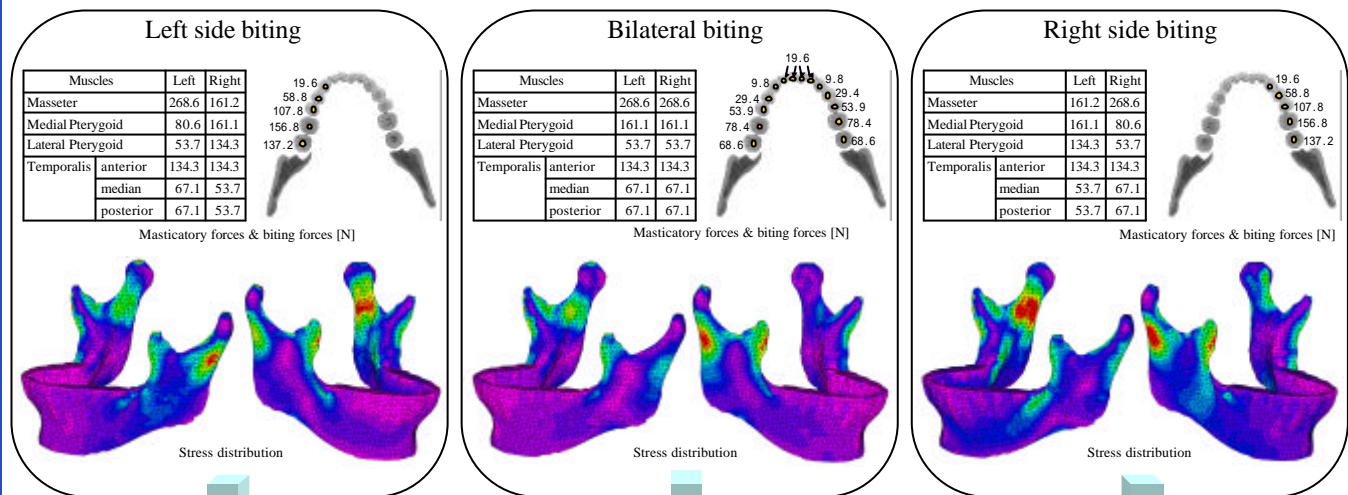 Left side biting
Muscles Left Right
Masseter 268.6 161.2
Medial Pterygoid 80.6 161.1
Lateral Pterygoid 53.7 134.3
Temporalis anterior 134.3 134.3
median 67.1 53.7
posterior 67.1 53.7
19.6
58.8
107.8
156.8
137.2
Masticatory forces & biting forces [N]
Stress distribution
Bilateral biting
Muscles Left Right
Masseter 268.6 268.6
Medial Pterygoid 161.1 161.1
Lateral Pterygoid 53.7 53.7
Temporalis anterior 134.3 134.3
median 67.1 67.1
posterior 67.1 67.1
19.6
9.8 9.8
29.4 29.4
53.9 53.9
78.4 78.4
68.6 68.6
Masticatory forces & biting forces [N]
Stress distribution
Right side biting
Muscles Left Right
Masseter 161.2 268.6
Medial Pterygoid 161.1 80.6
Lateral Pterygoid 134.3 53.7
Temporalis anterior 134.3 134.3
median 53.7 67.1
posterior 53.7 67.1
19.6
58.8
107.8
156.8
137.2
Masticatory forces & biting forces [N]
Stress distribution